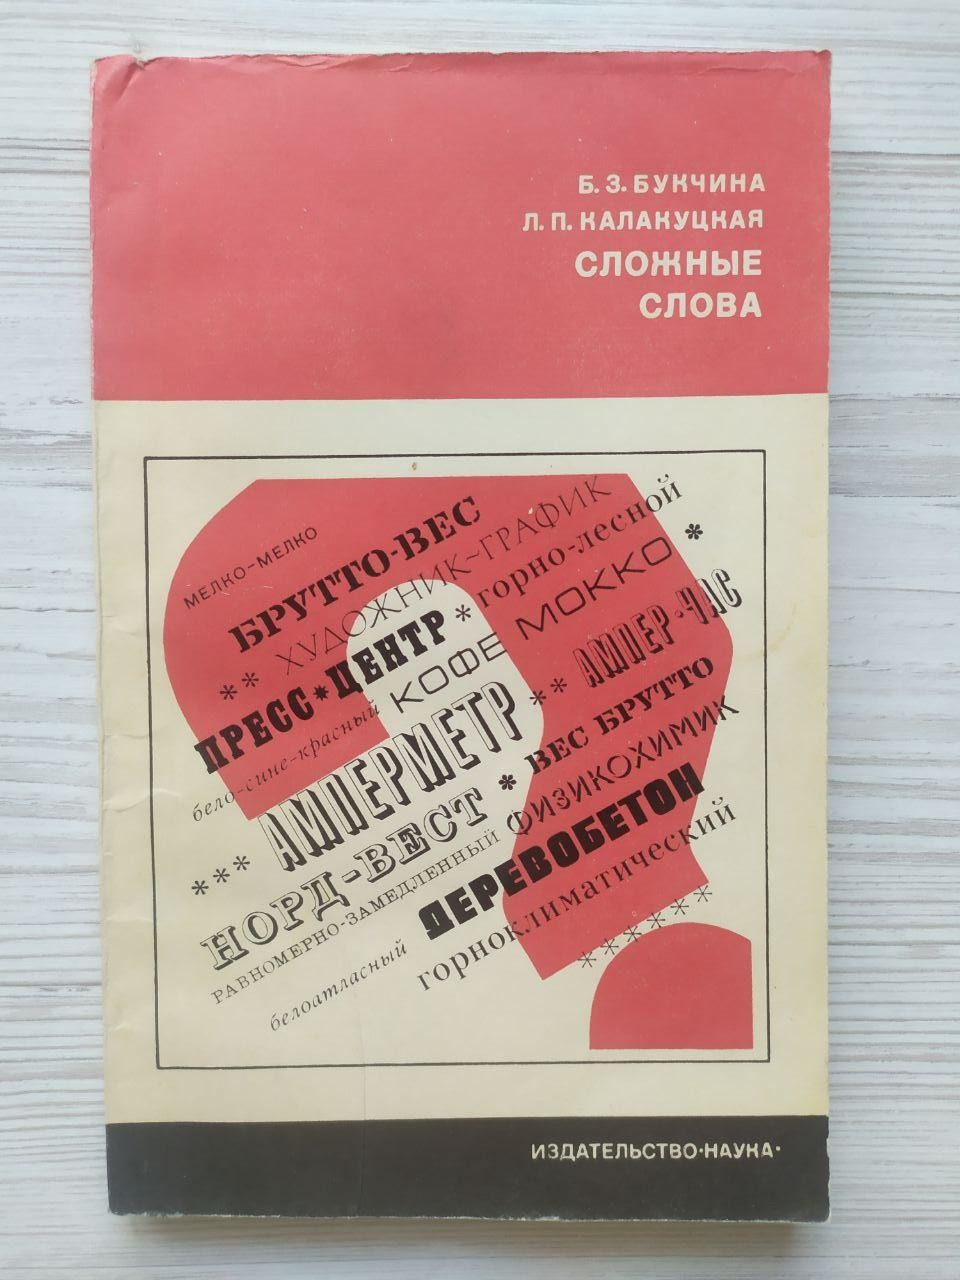 Б. З. БУКЧИНА
Л. П. КАЛАКУЦКАЯ
СЛОЖНЫЕ
СЛОВА
МЕЛКО-МЕЛКО
БРУТТО-ВЕС
** ХУДОЖНИК-ГРАФИК
ПРЕСС*ЦЕНТР * горно-лесной
бело-сине-красный КОФЕ МОККО *
*** АМПЕРМЕТР ** АМПЕР-ЧАС
НОРД-ВЕСТ * ВЕС БРУТТО
РАВНОМЕРНО-ЗАМЕДЛЕННЫЙ ФИЗИКОХИМИК
белоатласный ДЕРЕВОБЕТОН
горноклиматический
******
ИЗДАТЕЛЬСТВО·НАУКА·